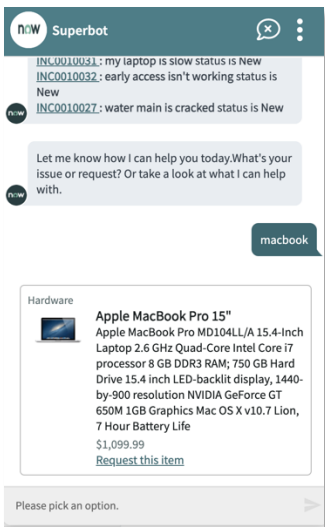 now Superbot
INC0010031 : my laptop is slow status is New
INC0010032 : early access isn't working status is
New
INC0010027 : water main is cracked status is New
now
Let me know how I can help you today.What's your
issue or request? Or take a look at what I can help
with.
now
macbook
Hardware
Apple MacBook Pro 15"
Apple MacBook Pro MD104LL/A 15.4-Inch
Laptop 2.6 GHz Quad-Core Intel Core i7
processor 8 GB DDR3 RAM; 750 GB Hard
Drive 15.4 inch LED-backlit display, 1440-
by-900 resolution NVIDIA GeForce GT
650M 1GB Graphics Mac OS X v10.7 Lion,
7 Hour Battery Life
$1,099.99
Request this item
Please pick an option.